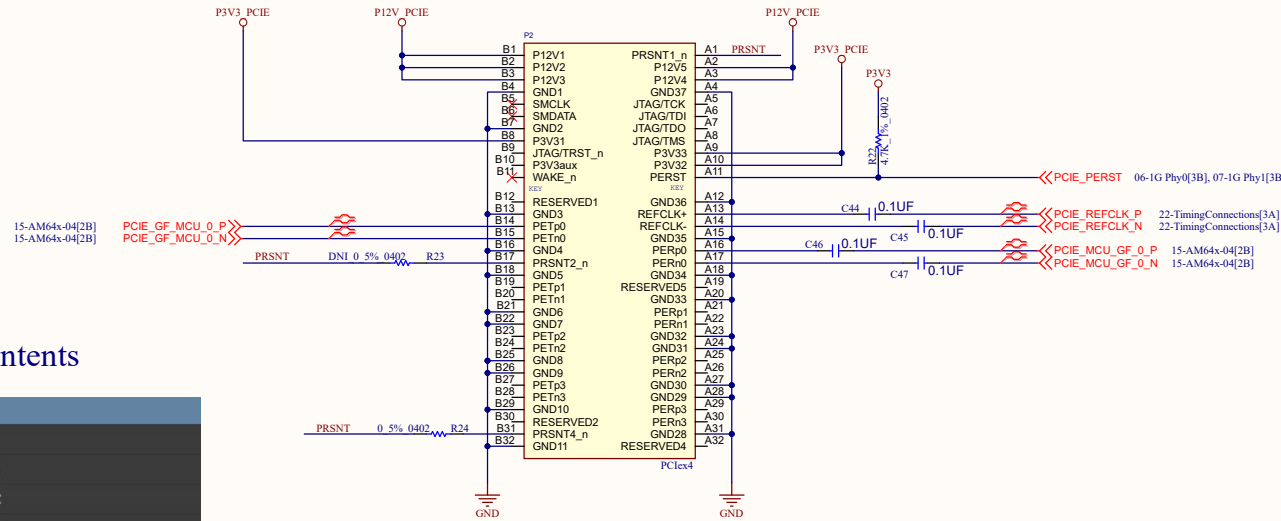 P3V3_PCIE
P12V_PCIE
P12V_PCIE
P3V3_PCIE
P3V3
P2
B1 P12V1 PRSNT1_n A1 PRSNT
B2 P12V2 P12V5 A2
B3 P12V3 P12V4 A3
B4 GND1 GND37 A4
B5 SMCLK JTAG/TCK A5
B6 SMDATA JTAG/TDI A6
B7 GND2 JTAG/TDO A7
B8 P3V31 JTAG/TMS A8
B9 JTAG/TRST_n P3V33 A9
B10 P3V3aux P3V32 A10
B11 WAKE_n PERST A11
KEY KEY
R22
4.7K_1%_0402
PCIE_PERST 06-1G Phy0[3B], 07-1G Phy1[3B
B12 RESERVED1 GND36 A12
B13 GND3 REFCLK+ A13 C44 0.1UF PCIE_REFCLK_P 22-TimingConnections[3A]
15-AM64x-04[2B] PCIE_GF_MCU_0_P B14 PETp0 REFCLK- A14 C45 0.1UF PCIE_REFCLK_N 22-TimingConnections[3A]
15-AM64x-04[2B] PCIE_GF_MCU_0_N B15 PETn0 GND35 A15
B16 GND4 PERp0 A16 C46 0.1UF PCIE_MCU_GF_0_P 15-AM64x-04[2B]
PRSNT DNI_0_5%_0402 R23 B17 PRSNT2_n PERn0 A17 C47 0.1UF PCIE_MCU_GF_0_N 15-AM64x-04[2B]
B18 GND5 GND34 A18
B19 PETp1 RESERVED5 A19
B20 PETn1 GND33 A20
B21 GND6 PERp1 A21
B22 GND7 PERn1 A22
B23 PETp2 GND32 A23
B24 PETn2 GND31 A24
B25 GND8 PERp2 A25
B26 GND9 PERn2 A26
B27 PETp3 GND30 A27
B28 PETn3 GND29 A28
B29 GND10 PERp3 A29
B30 RESERVED2 PERn3 A30
PRSNT 0_5%_0402 R24 B31 PRSNT4_n GND28 A31
B32 GND11 RESERVED4 A32
PCIex4
GND
GND
ntents